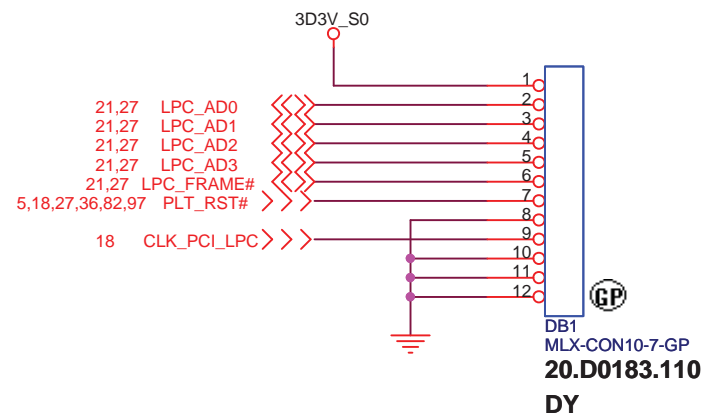 3D3V_S0
1
21,27 LPC_AD0 2
21,27 LPC_AD1 3
21,27 LPC_AD2 4
21,27 LPC_AD3 5
21,27 LPC_FRAME# 6
5,18,27,36,82,97 PLT_RST# 7
8
18 CLK_PCI_LPC 9
10
11
12
GP
DB1
MLX-CON10-7-GP
20.D0183.110
DY